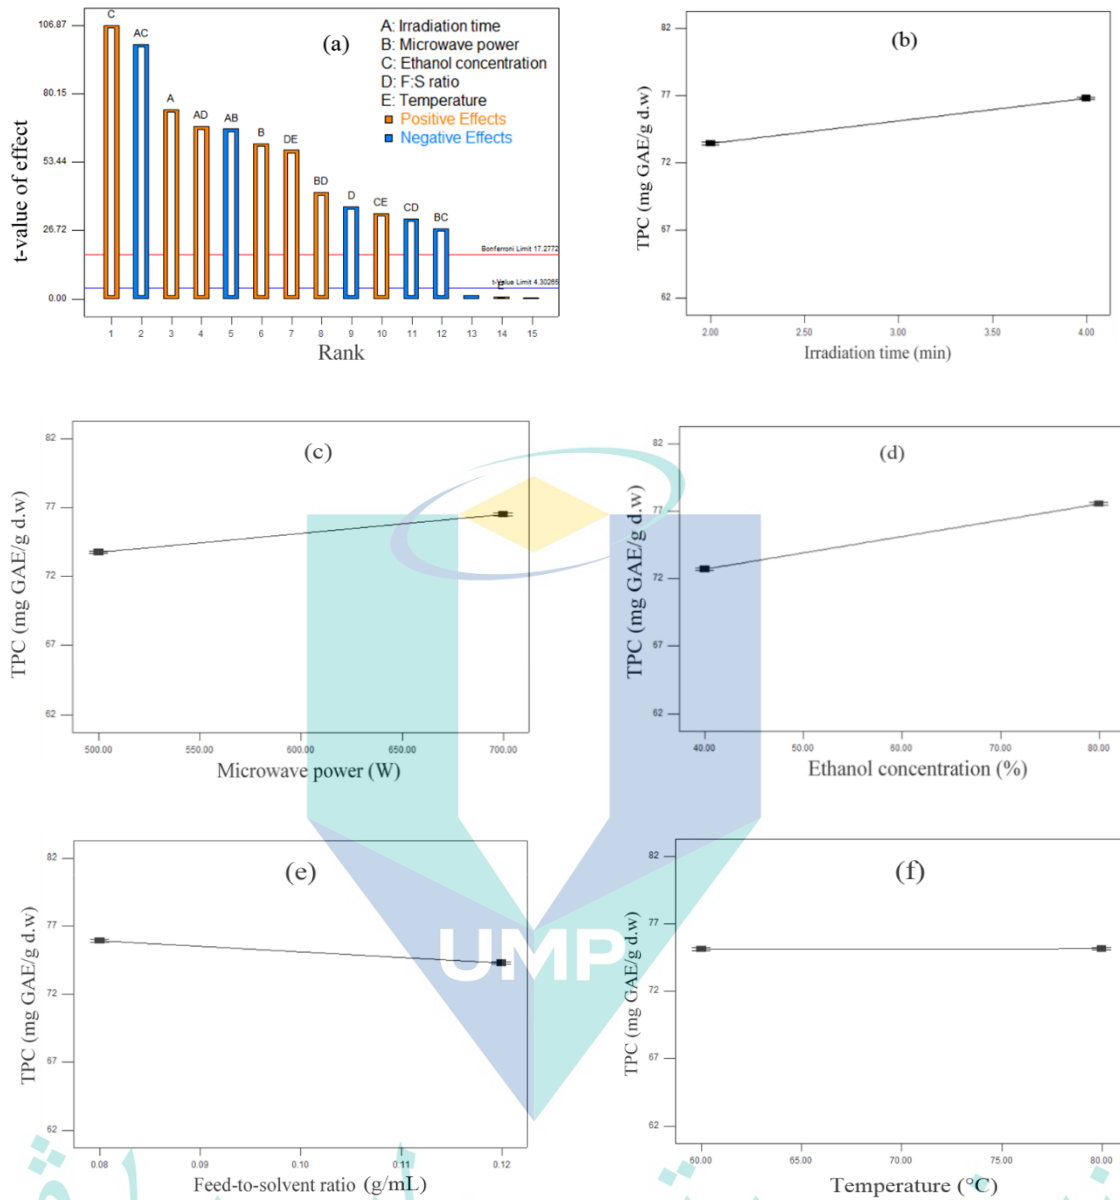 (a)
A: Irradiation time
B: Microwave power
C: Ethanol concentration
D: F:S ratio
E: Temperature
Positive Effects
Negative Effects
t-value of effect
106.87
80.15
53.44
26.72
0.00
C
AC
A
AD
AB
B
DE
BD
D
CE
CD
BC
E
Bonferroni Limit 17.2772
t-Value Limit 4.30265
1 2 3 4 5 6 7 8 9 10 11 12 13 14 15
Rank
(b)
TPC (mg GAE/g d.w)
82
77
72
67
62
2.00 2.50 3.00 3.50 4.00
Irradiation time (min)
(c)
TPC (mg GAE/g d.w)
82
77
72
67
62
500.00 550.00 600.00 650.00 700.00
Microwave power (W)
(d)
TPC (mg GAE/g d.w)
82
77
72
67
62
40.00 50.00 60.00 70.00 80.00
Ethanol concentration (%)
(e)
TPC (mg GAE/g d.w)
82
77
72
67
62
0.08 0.09 0.10 0.11 0.12
Feed-to-solvent ratio (g/mL)
(f)
TPC (mg GAE/g d.w)
82
77
72
67
62
60.00 65.00 70.00 75.00 80.00
Temperature (°C)
UMP